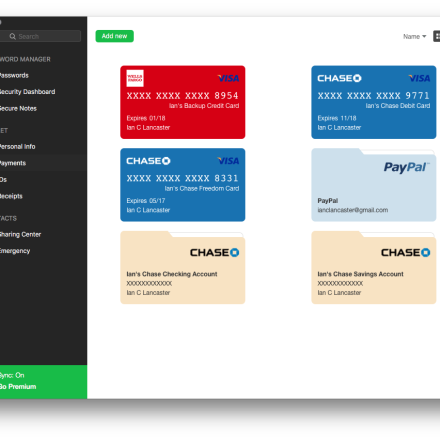 Search
Add new
Name
WORD MANAGER
Passwords
Security Dashboard
Secure Notes
Personal Info
Payments
IDs
Receipts
Sharing Center
Emergency
Sync: On
Go Premium
WELLS FARGO
VISA
XXXX XXXX XXXX 8954
Ian's Backup Credit Card
Expires 01/18
Ian C Lancaster
CHASE
VISA
XXXX XXXX XXXX 9771
Ian's Chase Debit Card
Expires 11/18
Ian C Lancaster
CHASE
VISA
XXXX XXXX XXXX 8331
Ian's Chase Freedom Card
Expires 05/17
Ian C Lancaster
PayPal
PayPal
ianclancaster@gmail.com
CHASE
Ian's Chase Checking Account
XXXXXXXXXXXX
Ian C Lancaster
CHASE
Ian's Chase Savings Account
XXXXXXXXXXXX
Ian C Lancaster